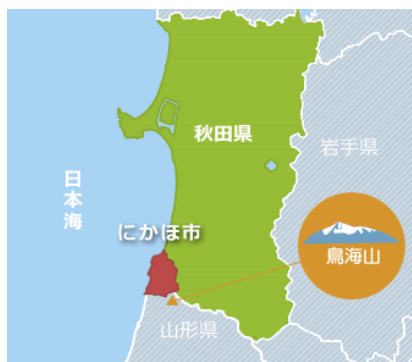 秋田県
岩手県
日本海
にかほ市
鳥海山
山形県